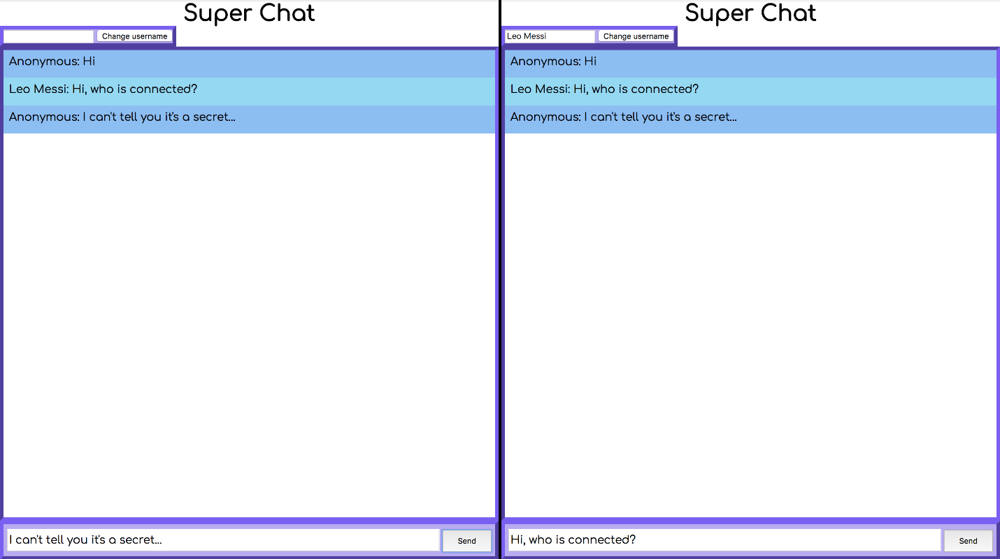 Super Chat
Change username
Anonymous: Hi
Leo Messi: Hi, who is connected?
Anonymous: I can't tell you it's a secret...
I can't tell you it's a secret...
Send
Super Chat
Leo Messi
Change username
Anonymous: Hi
Leo Messi: Hi, who is connected?
Anonymous: I can't tell you it's a secret...
Hi, who is connected?
Send